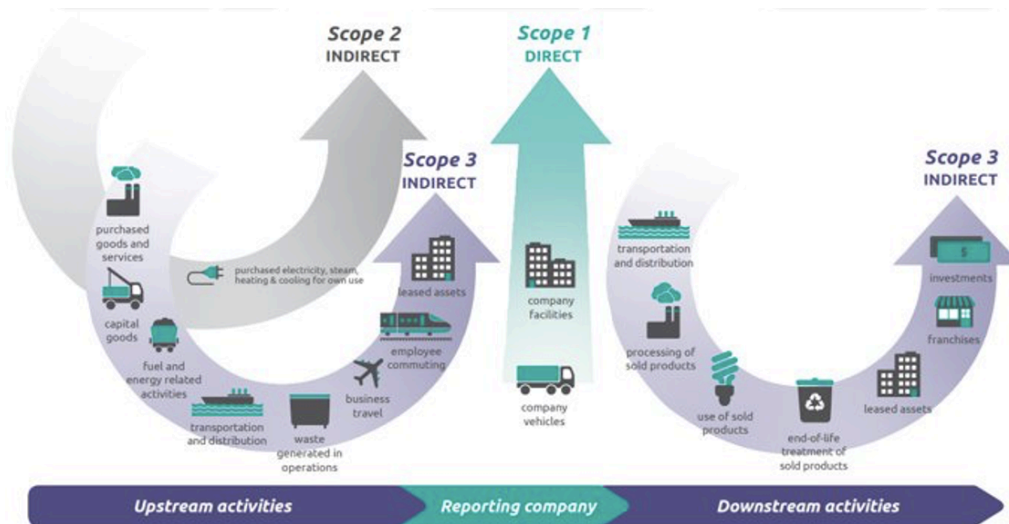 Scope 2
INDIRECT
Scope 1
DIRECT
Scope 3
INDIRECT
Scope 3
INDIRECT
purchased
goods and
services
capital
goods
fuel and
energy related
activities
transportation
and distribution
waste
generated in
operations
business
travel
employee
commuting
leased assets
purchased electricity, steam,
heating & cooling for own use
company
facilities
company
vehicles
transportation
and distribution
processing of
sold products
use of sold
products
end-of-life
treatment of
sold products
leased assets
franchises
$
investments
Upstream activities
Reporting company
Downstream activities